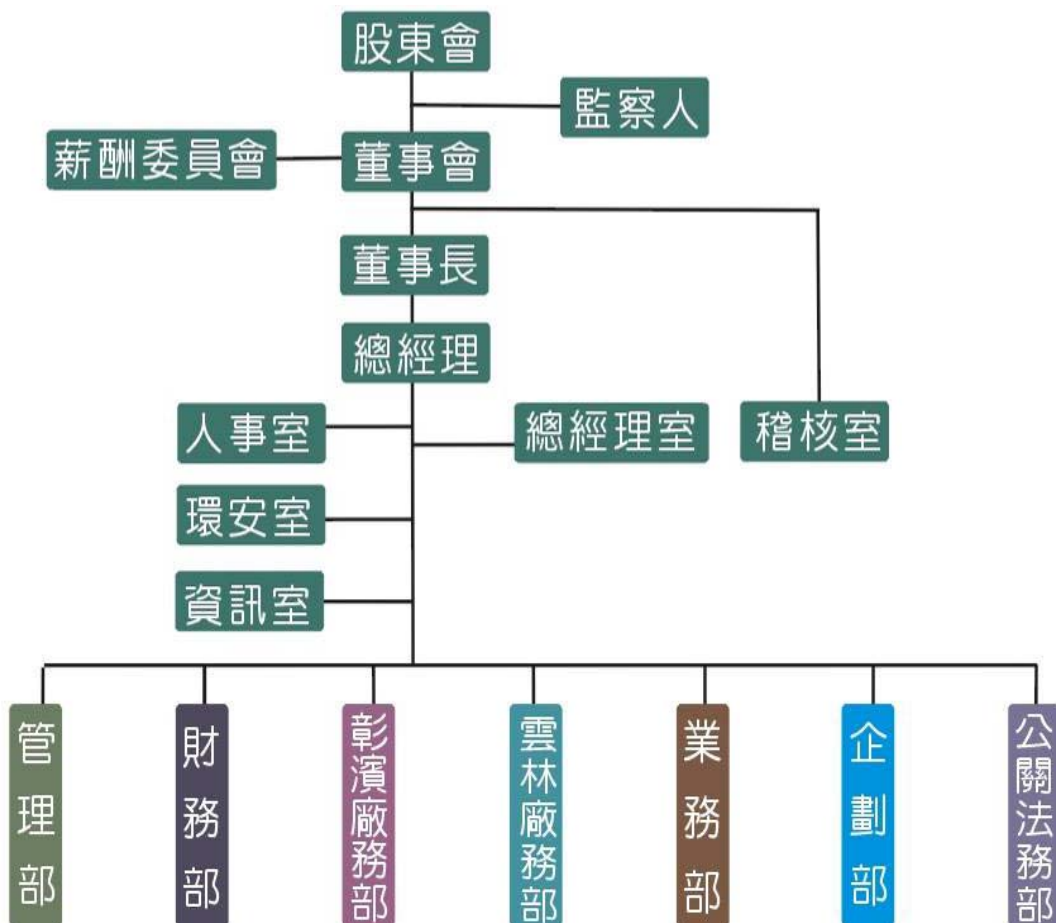 股東會
監察人
薪酬委員會
董事會
董事長
總經理
人事室
總經理室
稽核室
環安室
資訊室
管理部
財務部
彰濱廠務部
雲林廠務部
業務部
企劃部
公關法務部